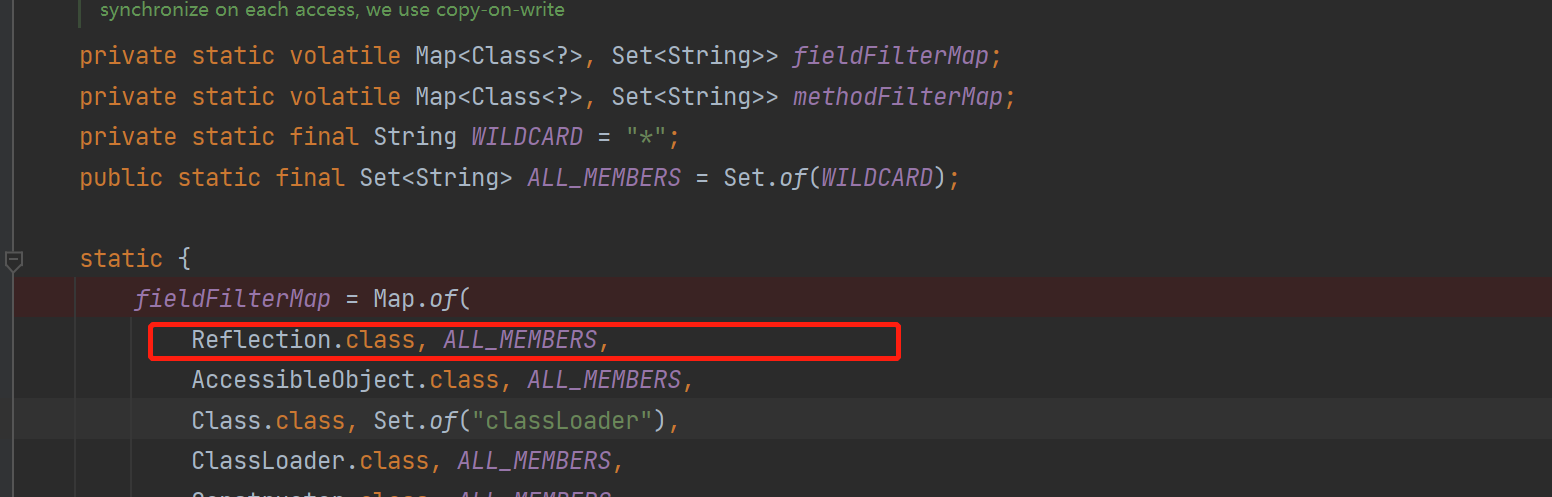 synchronize on each access, we use copy-on-write
private static volatile Map<Class<?>, Set<String>> fieldFilterMap;
private static volatile Map<Class<?>, Set<String>> methodFilterMap;
private static final String WILDCARD = "*";
public static final Set<String> ALL_MEMBERS = Set.of(WILDCARD);
static {
fieldFilterMap = Map.of(
Reflection.class, ALL_MEMBERS,
AccessibleObject.class, ALL_MEMBERS,
Class.class, Set.of("classLoader"),
ClassLoader.class, ALL_MEMBERS,
Constructor.class, ALL_MEMBERS